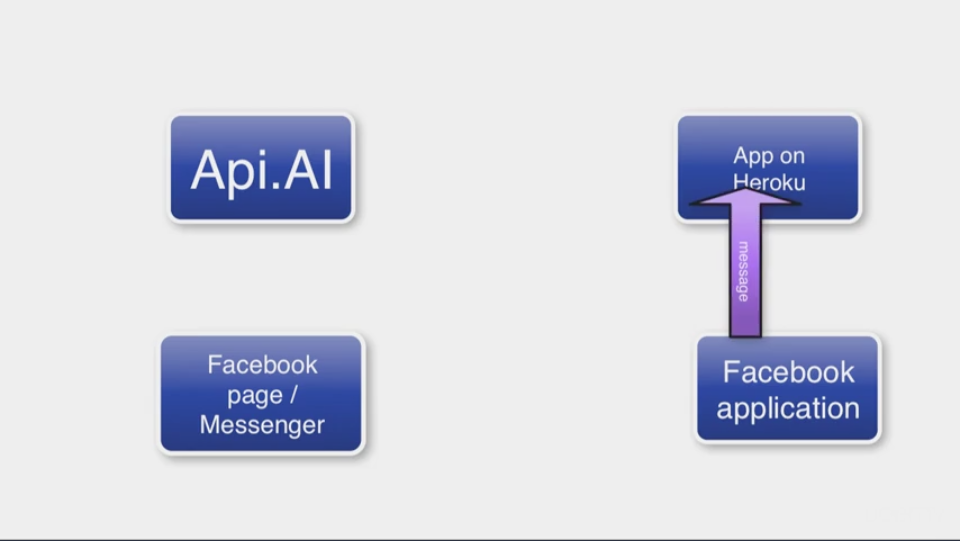 Api.AI
App on
Heroku
message
Facebook
page /
Messenger
Facebook
application